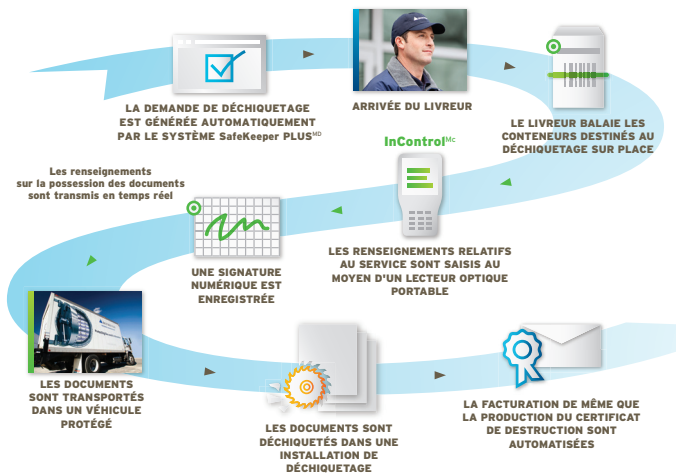 LA DEMANDE DE DÉCHIQUETAGE
EST GÉNÉRÉE AUTOMATIQUEMENT
PAR LE SYSTÈME SafeKeeper PLUSMD
ARRIVÉE DU LIVREUR
LE LIVREUR BALAIE LES
CONTENEURS DESTINÉS AU
DÉCHIQUETAGE SUR PLACE
InControlMc
LES RENSEIGNEMENTS RELATIFS
AU SERVICE SONT SAISIS AU
MOYEN D'UN LECTEUR OPTIQUE
PORTABLE
Les renseignements
sur la possession des documents
sont transmis en temps réel
UNE SIGNATURE
NUMÉRIQUE EST
ENREGISTRÉE
LES DOCUMENTS
SONT TRANSPORTÉS
DANS UN VÉHICULE
PROTÉGÉ
LES DOCUMENTS SONT
DÉCHIQUETÉS DANS UNE
INSTALLATION DE
DÉCHIQUETAGE
LA FACTURATION DE MÊME QUE
LA PRODUCTION DU CERTIFICAT
DE DESTRUCTION SONT
AUTOMATISÉES